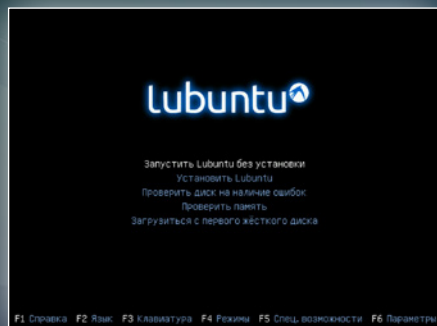 Lubuntu
Запустить Lubuntu без установки
Установить Lubuntu
Проверить диск на наличие ошибок
Проверить память
Загрузиться с первого жёсткого диска
F1 Справка F2 Язык F3 Клавиатура F4 Режимы F5 Спец. возможности F6 Параметры